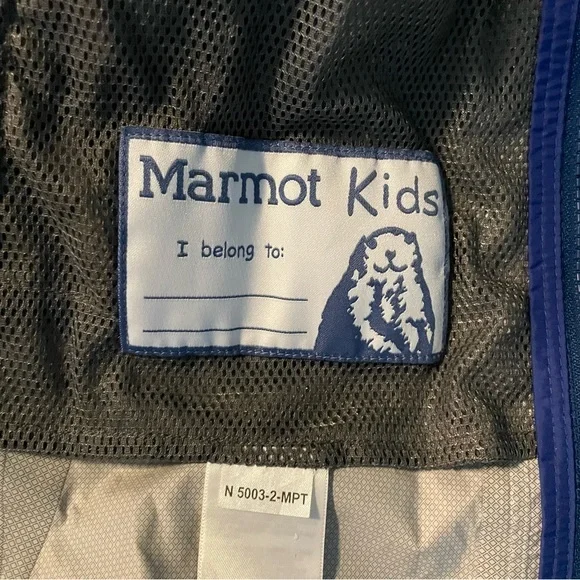 Marmot Kids
I belong to:
N 5003-2-MPT